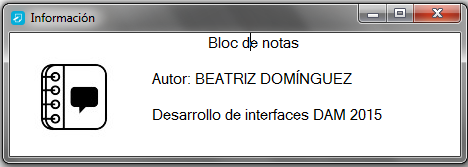 Información
Bloc de notas
Autor: BEATRIZ DOMÍNGUEZ
Desarrollo de interfaces DAM 2015